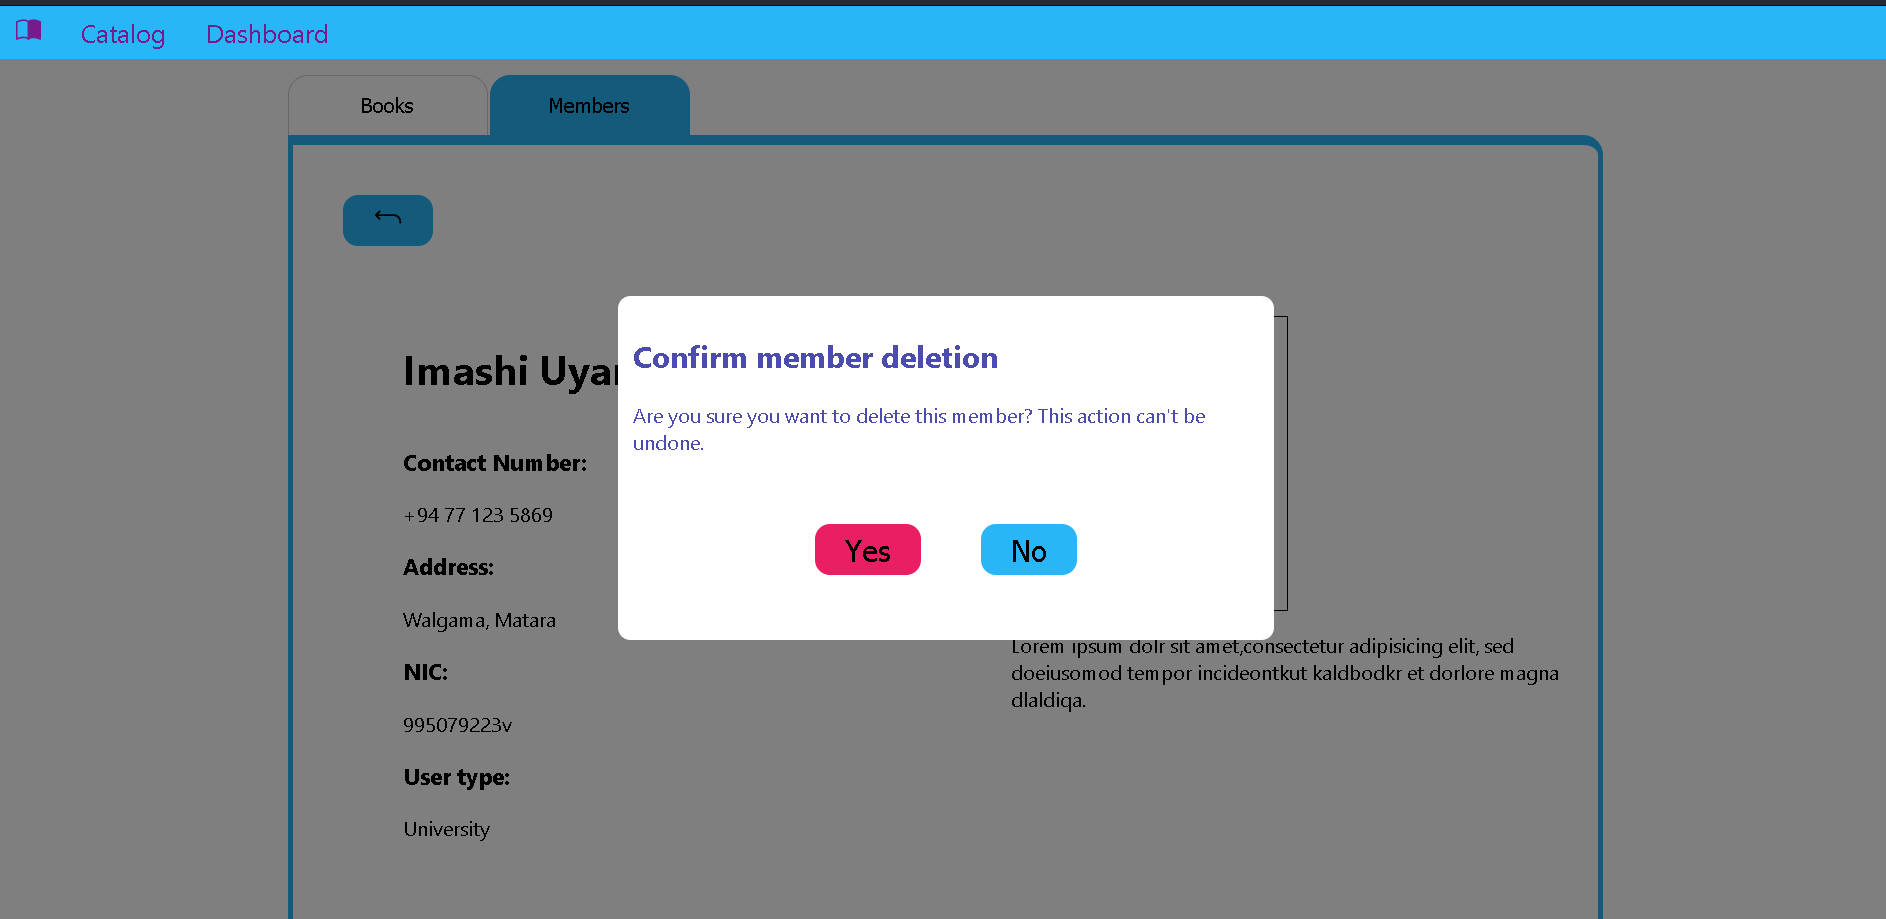 Catalog Dashboard
Books Members
Imashi
Confirm member deletion
Are you sure you want to delete this member? This action can't be
undone.
Yes No
Contact Number:
+94 77 123 5869
Address:
Walgama, Matara
NIC:
995079223v
User type:
University
Lorem ipsum dolr sit amet,consectetur adipisicing elit, sed
doeiusomod tempor incideontkut kaldbodkr et dorlore magna
dlaldiqa.